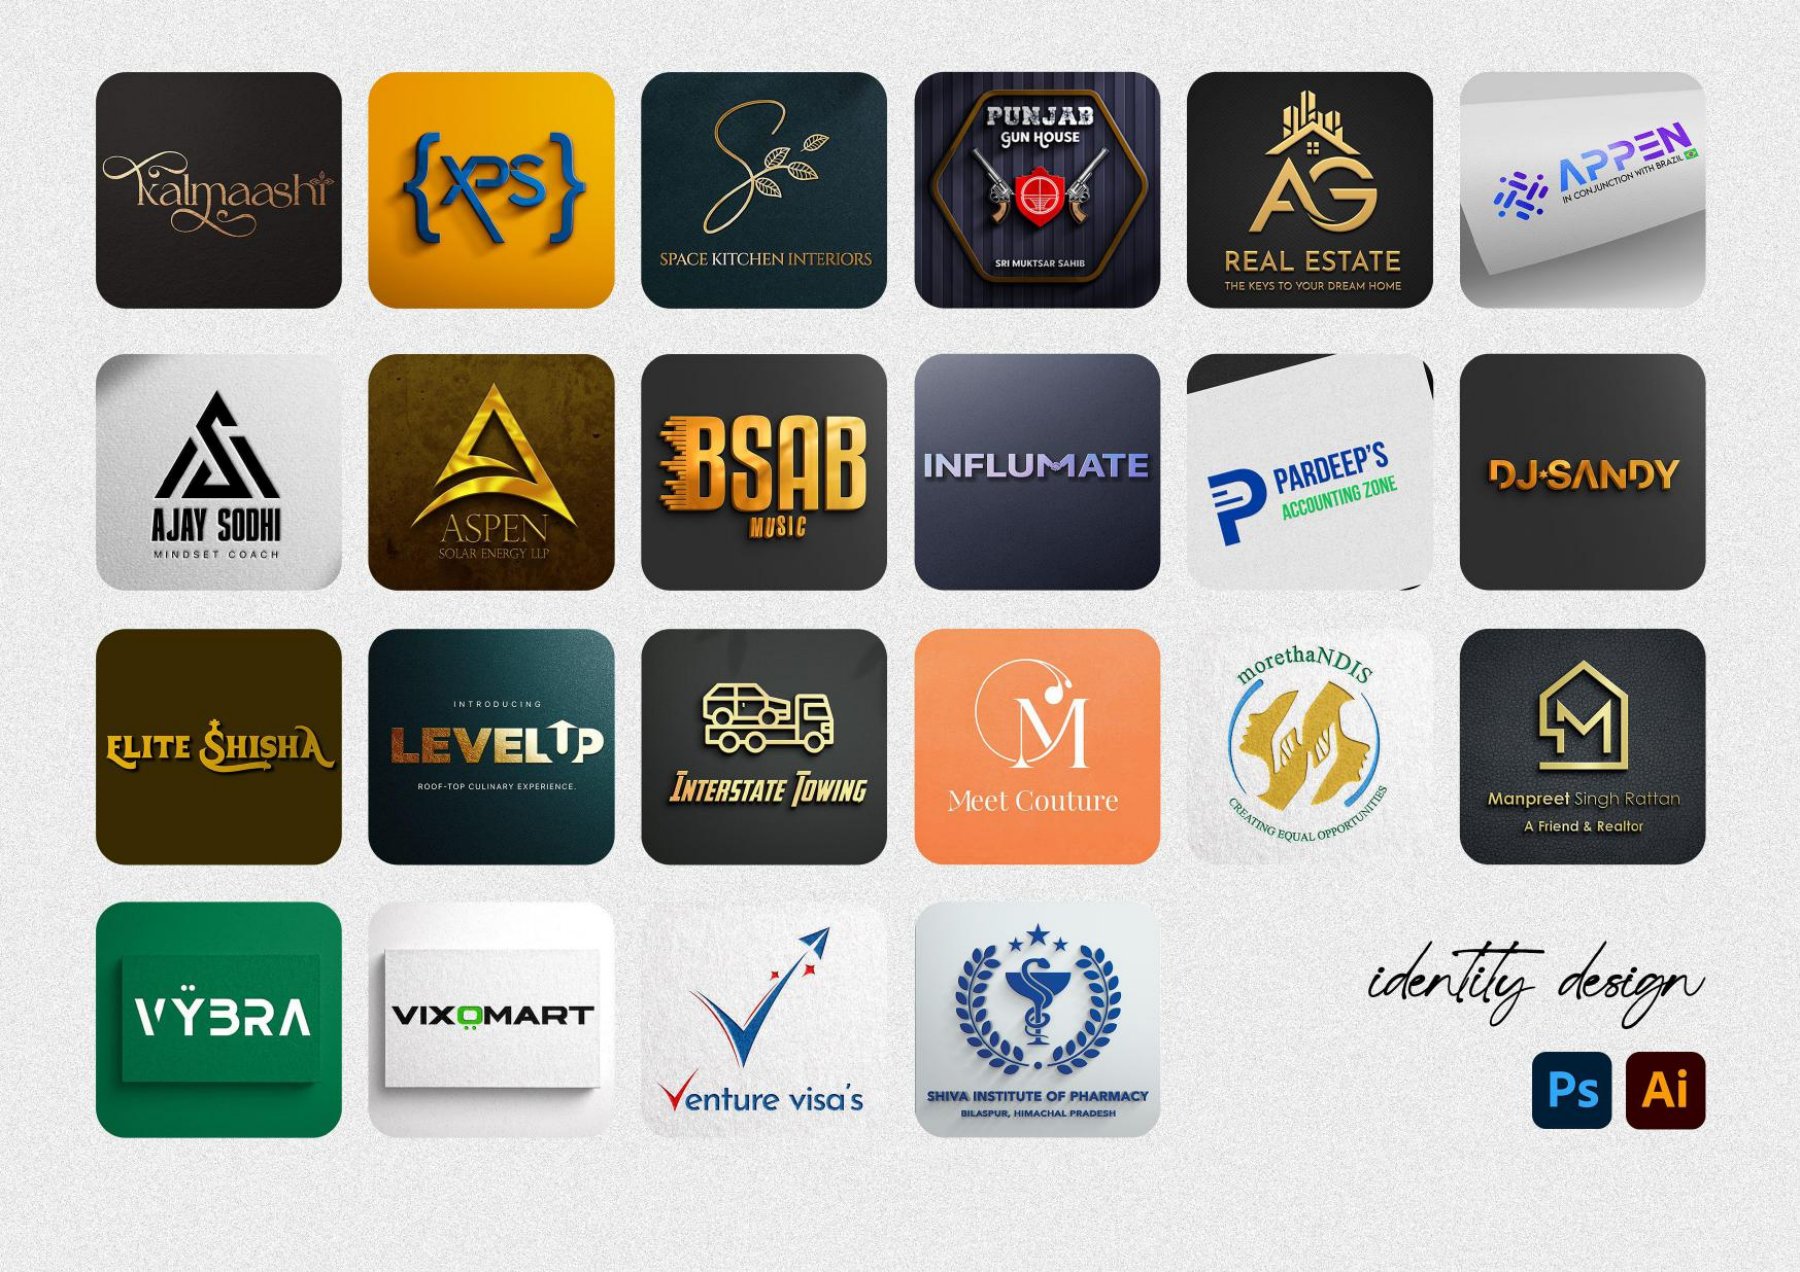 kalmaashi
{XPS}
SPACE KITCHEN INTERIORS
PUNJAB
GUN HOUSE
SRI MUKTSAR SAHIB
AG
REAL ESTATE
THE KEYS TO YOUR DREAM HOME
APPEN
IN CONJUNCTION WITH BRAZIL
AJAY SODHI
MINDSET COACH
ASPEN
SOLAR ENERGY LLP
BSAB
MUSIC
INFLUMATE
P
PARDEEP'S
ACCOUNTING ZONE
DJ SANDY
ELITE SHISHA
INTRODUCING
LEVELUP
ROOF-TOP CULINARY EXPERIENCE.
INTERSTATE TOWING
M
Meet Couture
morethaNDIS
CREATING EQUAL OPPORTUNITIES
M
Manpreet Singh Rattan
A Friend & Realtor
VŸBRA
VIXOMART
Venture visa's
SHIVA INSTITUTE OF PHARMACY
BILASPUR, HIMACHAL PRADESH
identity design
Ps Ai